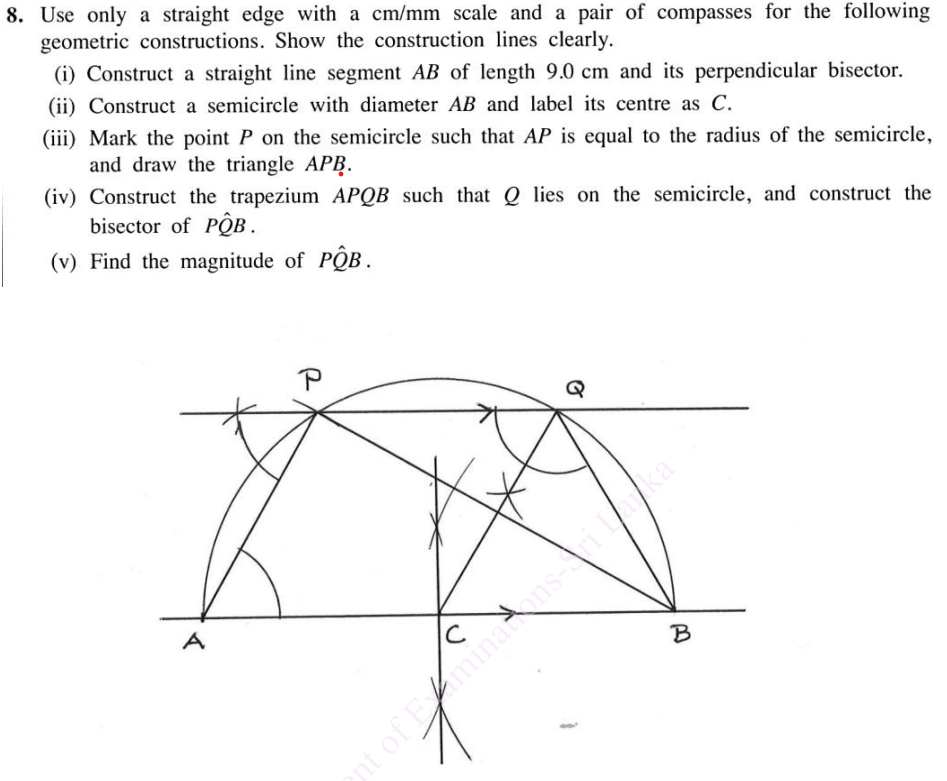 8. Use only a straight edge with a cm/mm scale and a pair of compasses for the following
geometric constructions. Show the construction lines clearly.
(i) Construct a straight line segment AB of length 9.0 cm and its perpendicular bisector.
(ii) Construct a semicircle with diameter AB and label its centre as C.
(iii) Mark the point P on the semicircle such that AP is equal to the radius of the semicircle,
and draw the triangle APB.
(iv) Construct the trapezium APQB such that Q lies on the semicircle, and construct the
bisector of PQ̂B.
(v) Find the magnitude of PQ̂B.
P
Q
A
C
B
nt of Examinations-Sri Lanka